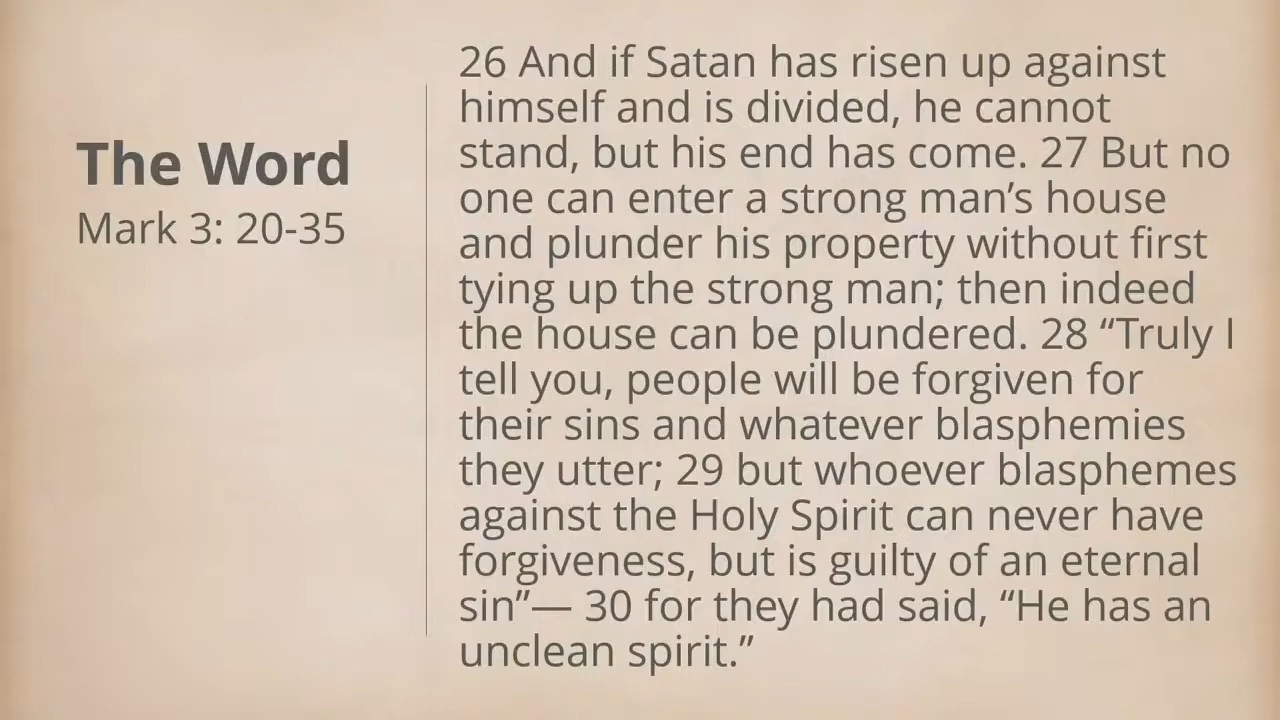 The Word
Mark 3: 20-35
26 And if Satan has risen up against
himself and is divided, he cannot
stand, but his end has come. 27 But no
one can enter a strong man’s house
and plunder his property without first
tying up the strong man; then indeed
the house can be plundered. 28 “Truly I
tell you, people will be forgiven for
their sins and whatever blasphemies
they utter; 29 but whoever blasphemes
against the Holy Spirit can never have
forgiveness, but is guilty of an eternal
sin”— 30 for they had said, “He has an
unclean spirit.”